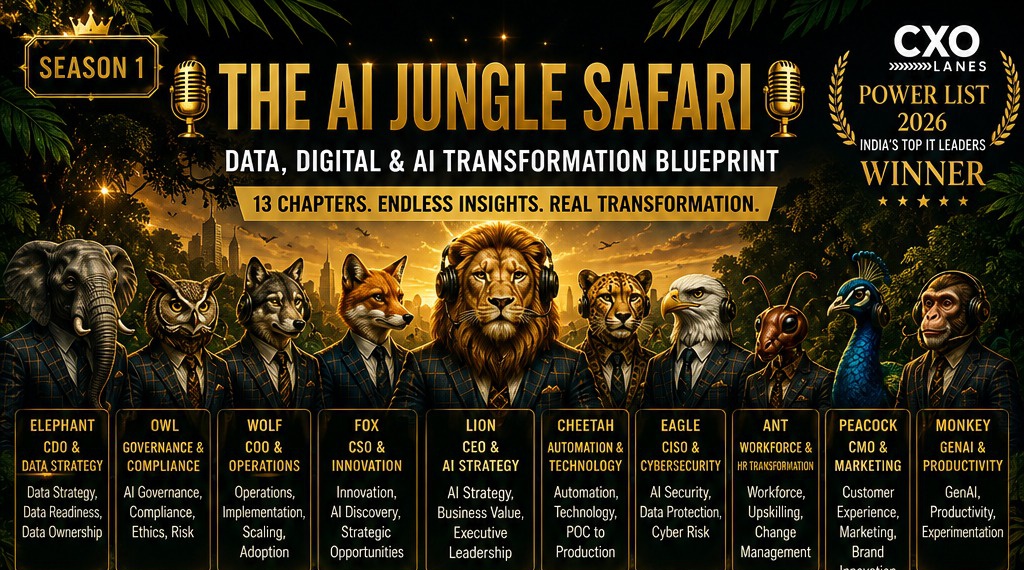 SEASON 1
THE AI JUNGLE SAFARI
DATA, DIGITAL & AI TRANSFORMATION BLUEPRINT
13 CHAPTERS. ENDLESS INSIGHTS. REAL TRANSFORMATION.
CXO
LANES
POWER LIST
2026
INDIA'S TOP IT LEADERS
WINNER
ELEPHANT
CDO &
DATA STRATEGY
Data Strategy,
Data Readiness,
Data Ownership
OWL
GOVERNANCE &
COMPLIANCE
AI Governance,
Compliance,
Ethics, Risk
WOLF
COO &
OPERATIONS
Operations,
Implementation,
Scaling,
Adoption
FOX
CSO &
INNOVATION
Innovation,
AI Discovery,
Strategic
Opportunities
LION
CEO &
AI STRATEGY
AI Strategy,
Business Value,
Executive
Leadership
CHEETAH
AUTOMATION &
TECHNOLOGY
Automation,
Technology,
POC to
Production
EAGLE
CISO &
CYBERSECURITY
AI Security,
Data Protection,
Cyber Risk
ANT
WORKFORCE &
HR TRANSFORMATION
Workforce,
Upskilling,
Change
Management
PEACOCK
CMO &
MARKETING
Customer
Experience,
Marketing,
Brand
Innovation
MONKEY
GENAI &
PRODUCTIVITY
GenAI,
Productivity,
Experimentation